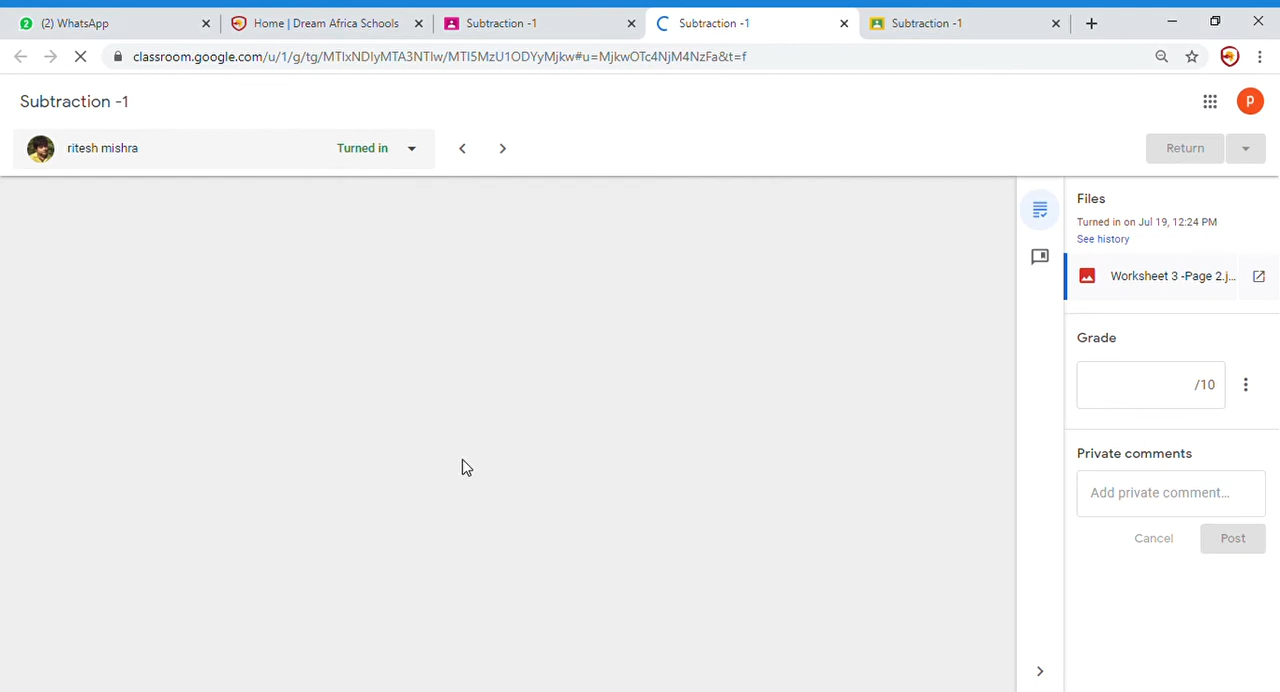 2 (2) WhatsApp
Home | Dream Africa Schools
Subtraction -1
Subtraction -1
Subtraction -1
classroom.google.com/u/1/g/tg/MTIxNDIyMTA3NTIw/MTI5MzU1ODYyMjkw#u=MjkwOTc4NjM4NzFa&t=f
Subtraction -1
p
ritesh mishra
Turned in
Return
Files
Turned in on Jul 19, 12:24 PM
See history
Worksheet 3 -Page 2.j...
Grade
/10
Private comments
Add private comment...
Cancel
Post